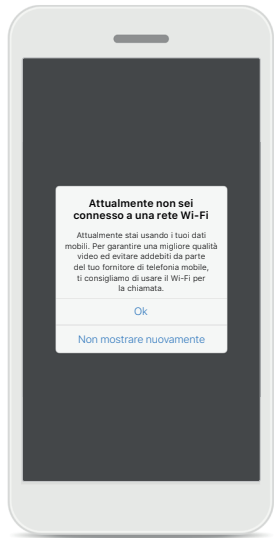 Attualmente non sei
connesso a una rete Wi-Fi
Attualmente stai usando i tuoi dati
mobili. Per garantire una migliore qualità
video ed evitare addebiti da parte
del tuo fornitore di telefonia mobile,
ti consigliamo di usare il Wi-Fi per
la chiamata.
Ok
Non mostrare nuovamente